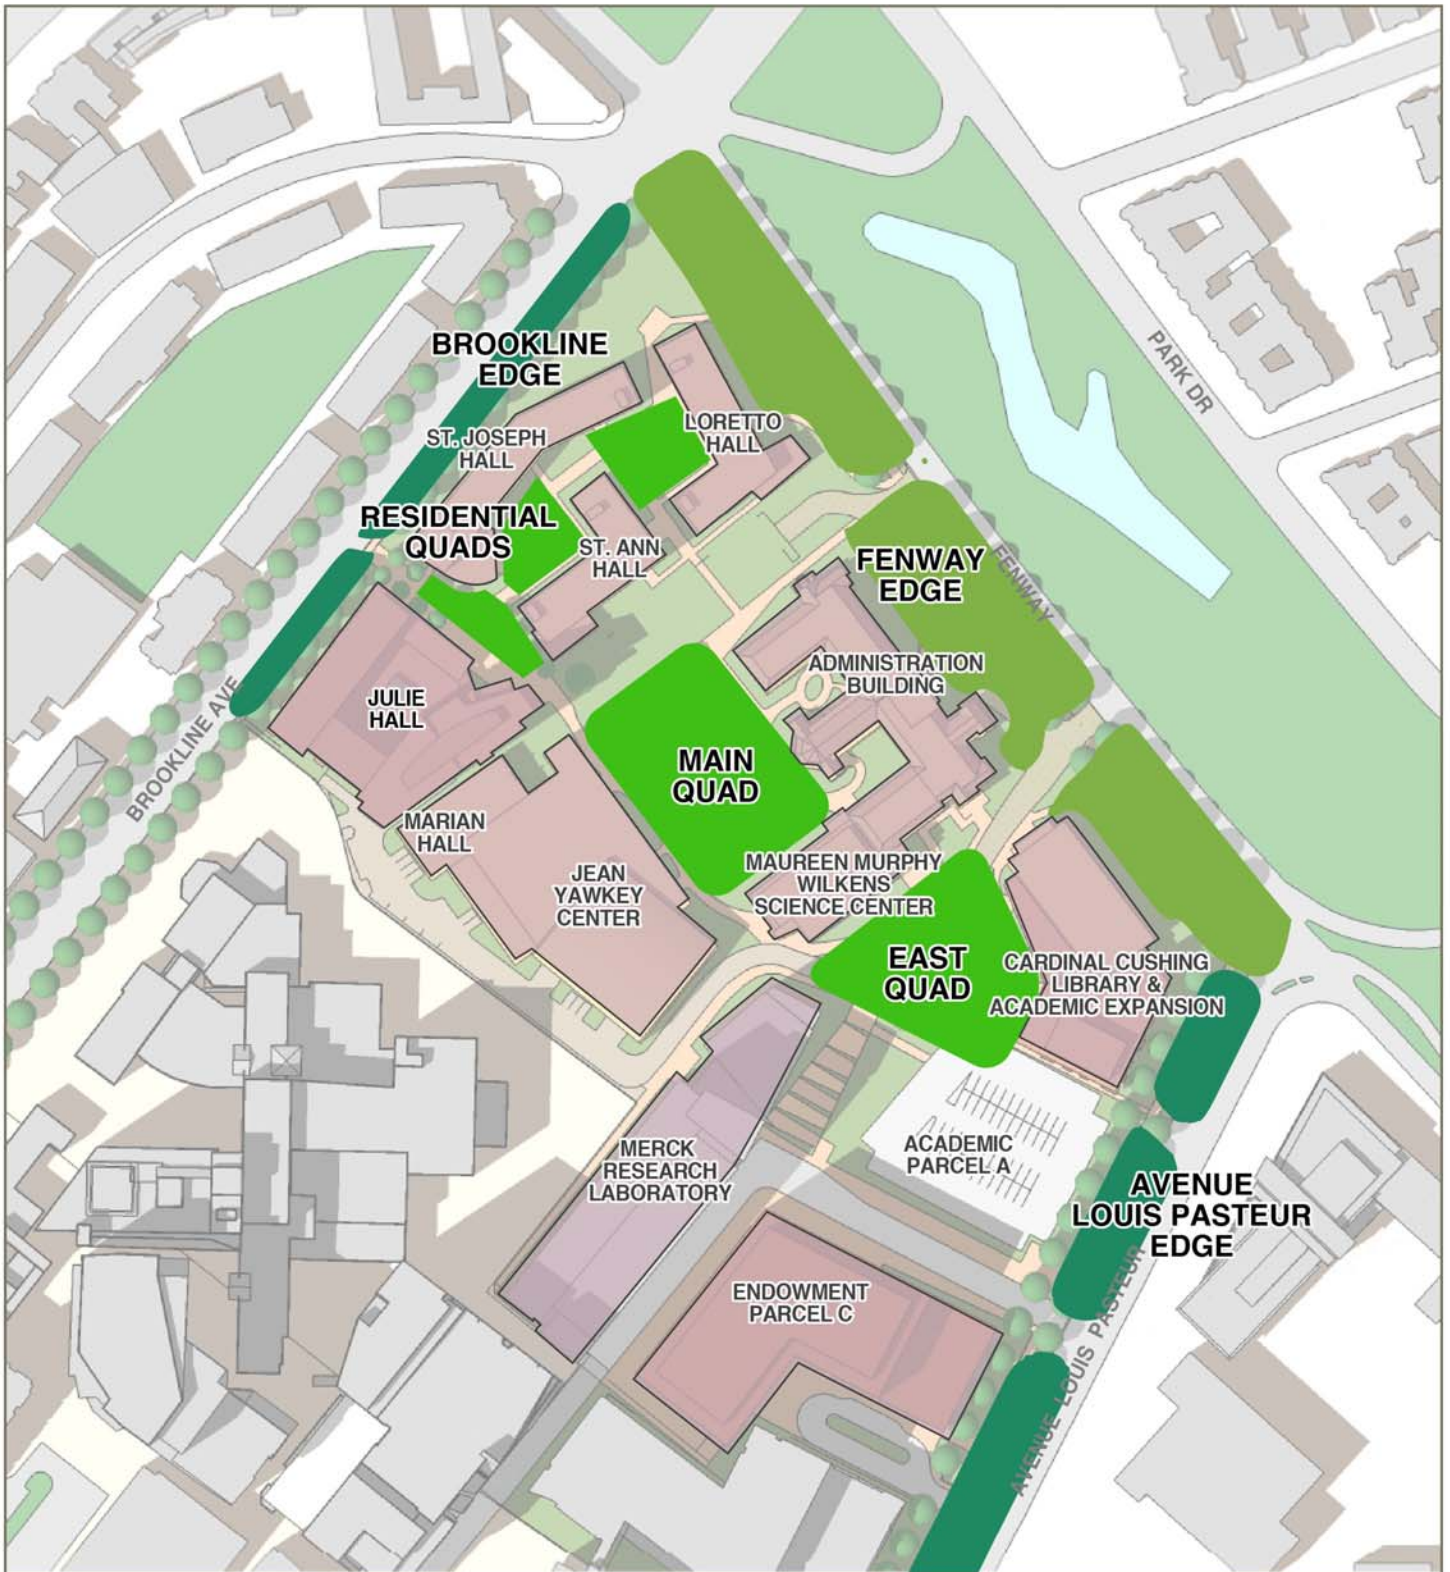 PARK DR
BROOKLINE
EDGE
LORETTO
HALL
ST. JOSEPH
HALL
RESIDENTIAL
QUADS
ST. ANN
HALL
FENWAY
EDGE
FENWAY
ADMINISTRATION
BUILDING
JULIE
HALL
BROOKLINE AVE
MAIN
QUAD
MARIAN
HALL
JEAN
YAWKEY
CENTER
MAUREEN MURPHY
WILKENS
SCIENCE CENTER
EAST
QUAD
CARDINAL CUSHING
LIBRARY &
ACADEMIC EXPANSION
MERCK
RESEARCH
LABORATORY
ACADEMIC
PARCEL A
AVENUE
LOUIS PASTEUR
EDGE
ENDOWMENT
PARCEL C
AVENUE LOUIS PASTEUR